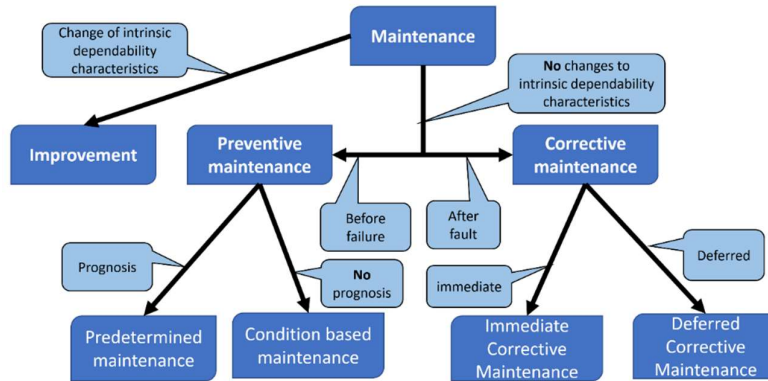 Maintenance
Change of intrinsic
dependability
characteristics
No changes to
intrinsic dependability
characteristics
Improvement
Preventive
maintenance
Corrective
maintenance
Before
failure
After
fault
Prognosis
No
prognosis
immediate
Deferred
Predetermined
maintenance
Condition based
maintenance
Immediate
Corrective
Maintenance
Deferred
Corrective
Maintenance